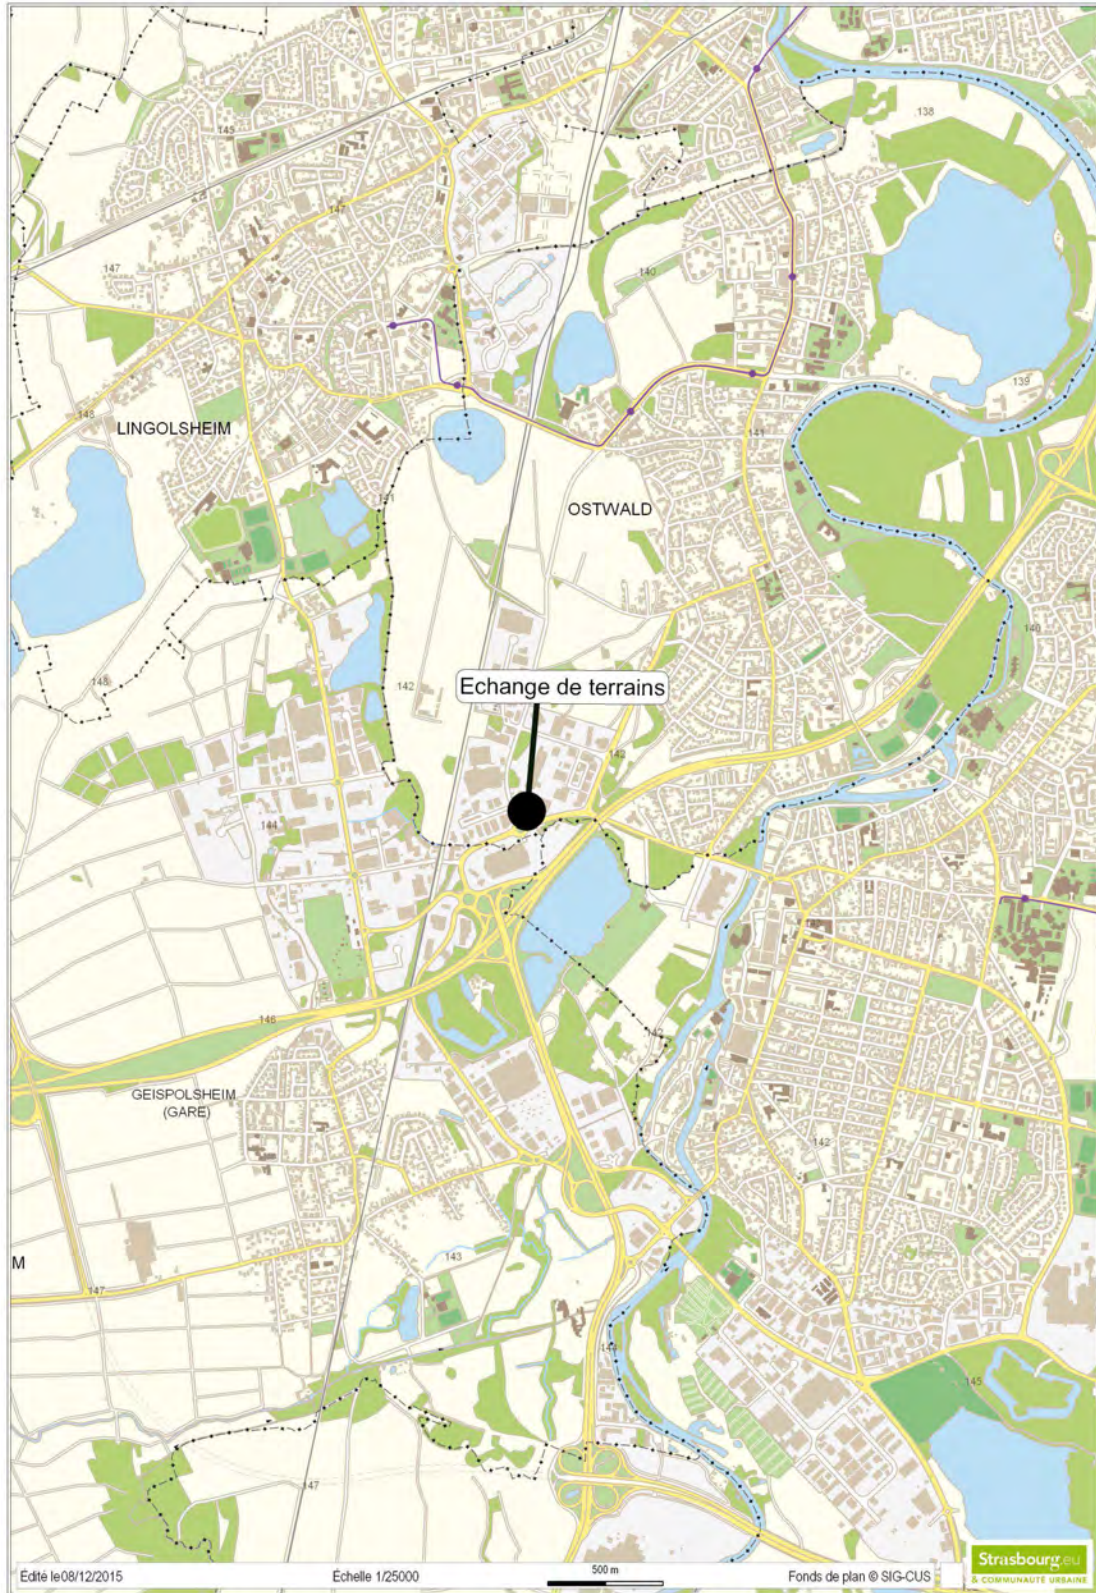 138
145
147
140
147
139
148
LINGOLSHEIM
141
141
OSTWALD
140
148
142
Echange de terrains
142
144
146
142
GEISPOLSHEIM
(GARE)
142
143
M
147
144
145
147
Edité le08/12/2015
Échelle 1/25000
500 m
Fonds de plan © SIG-CUS
Strasbourg.eu
& COMMUNAUTÉ URBAINE